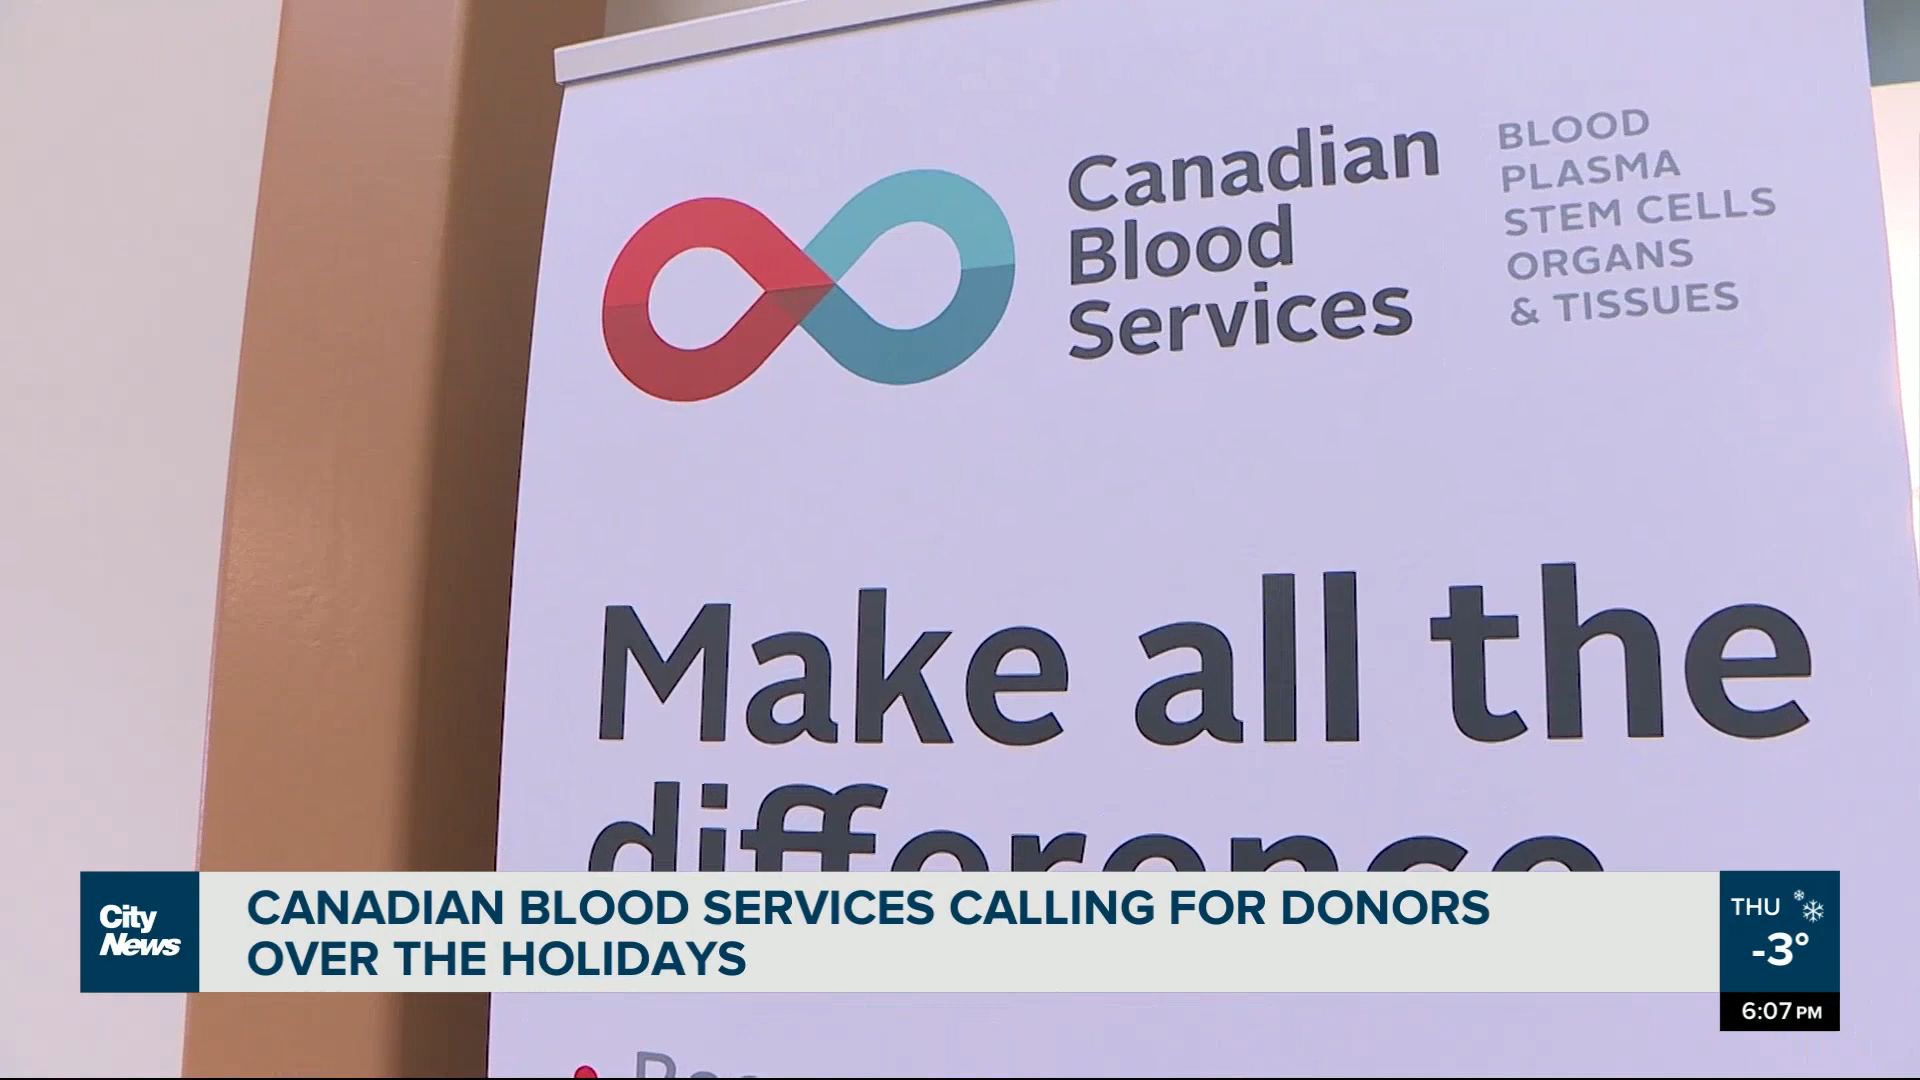 Canadian
Blood
Services
BLOOD
PLASMA
STEM CELLS
ORGANS
& TISSUES
Make all the
difference
City
News
CANADIAN BLOOD SERVICES CALLING FOR DONORS
OVER THE HOLIDAYS
THU
-3°
6:07 PM